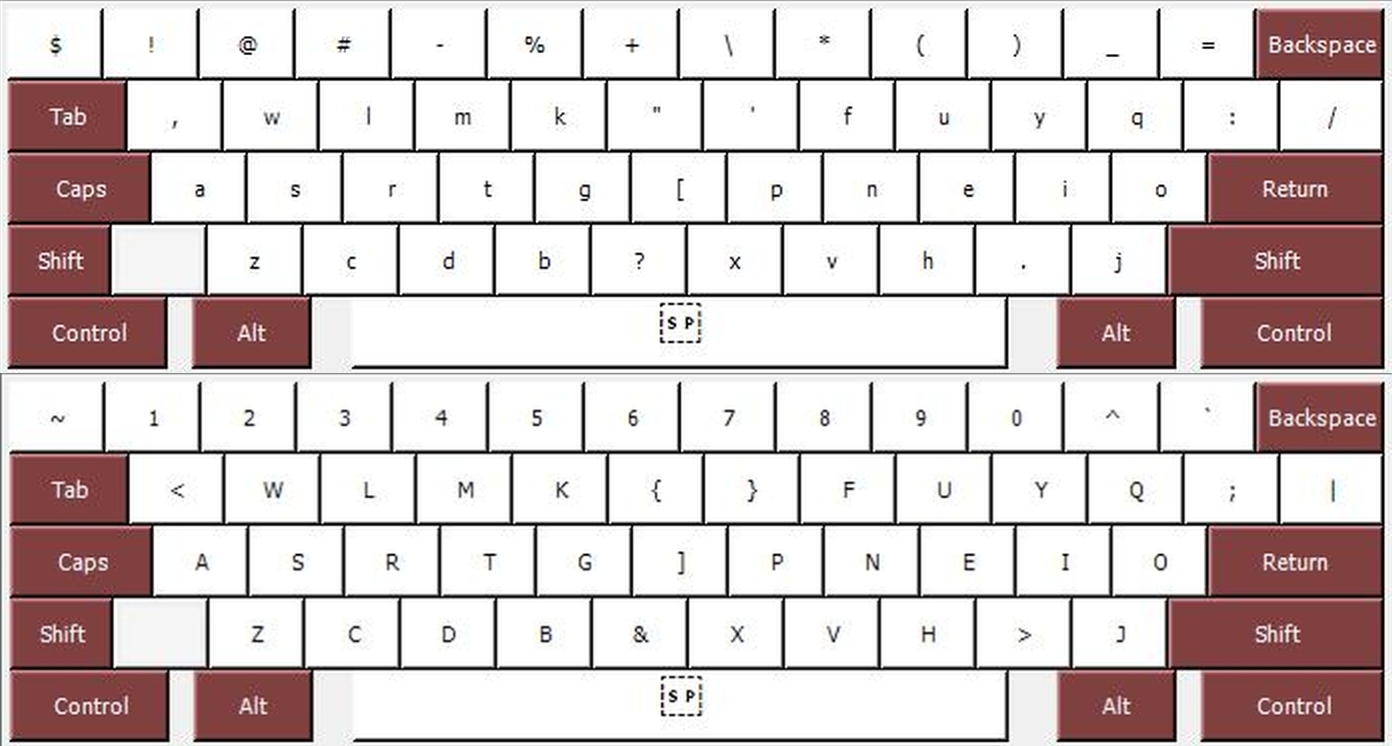 $ ! @ # - % + \ * ( ) _ = Backspace
Tab , w l m k " ' f u y q : /
Caps a s r t g [ p n e i o Return
Shift z c d b ? x v h . j Shift
Control Alt SP Alt Control
~ 1 2 3 4 5 6 7 8 9 0 ^ ` Backspace
Tab < W L M K { } F U Y Q ; |
Caps A S R T G ] P N E I O Return
Shift Z C D B & X V H > J Shift
Control Alt SP Alt Control